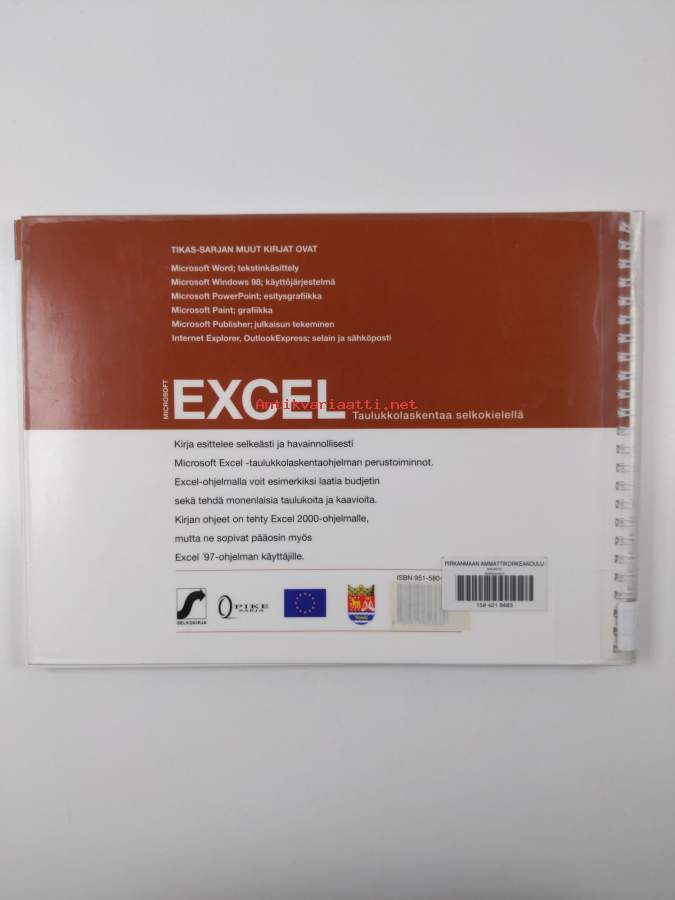 TIKAS-SARJAN MUUT KIRJAT OVAT
Microsoft Word; tekstinkäsittely
Microsoft Windows 98; käyttöjärjestelmä
Microsoft PowerPoint; esitysgrafiikka
Microsoft Paint; grafiikka
Microsoft Publisher; julkaisun tekeminen
Internet Explorer, OutlookExpress; selain ja sähköposti
MICROSOFT
EXCEL
Antikvariaatti.net
Taulukkolaskentaa selkokielellä
Kirja esittelee selkeästi ja havainnollisesti
Microsoft Excel -taulukkolaskentaohjelman perustoiminnot.
Excel-ohjelmalla voit esimerkiksi laatia budjetin
sekä tehdä monenlaisia taulukoita ja kaavioita.
Kirjan ohjeet on tehty Excel 2000-ohjelmalle,
mutta ne sopivat pääosin myös
Excel ´97-ohjelman käyttäjille.
PIRKANMAAN AMMATTIKORKEAKOULU
ISBN 951-580-
158 421 9483
SELKOKIRJA
OPIKE